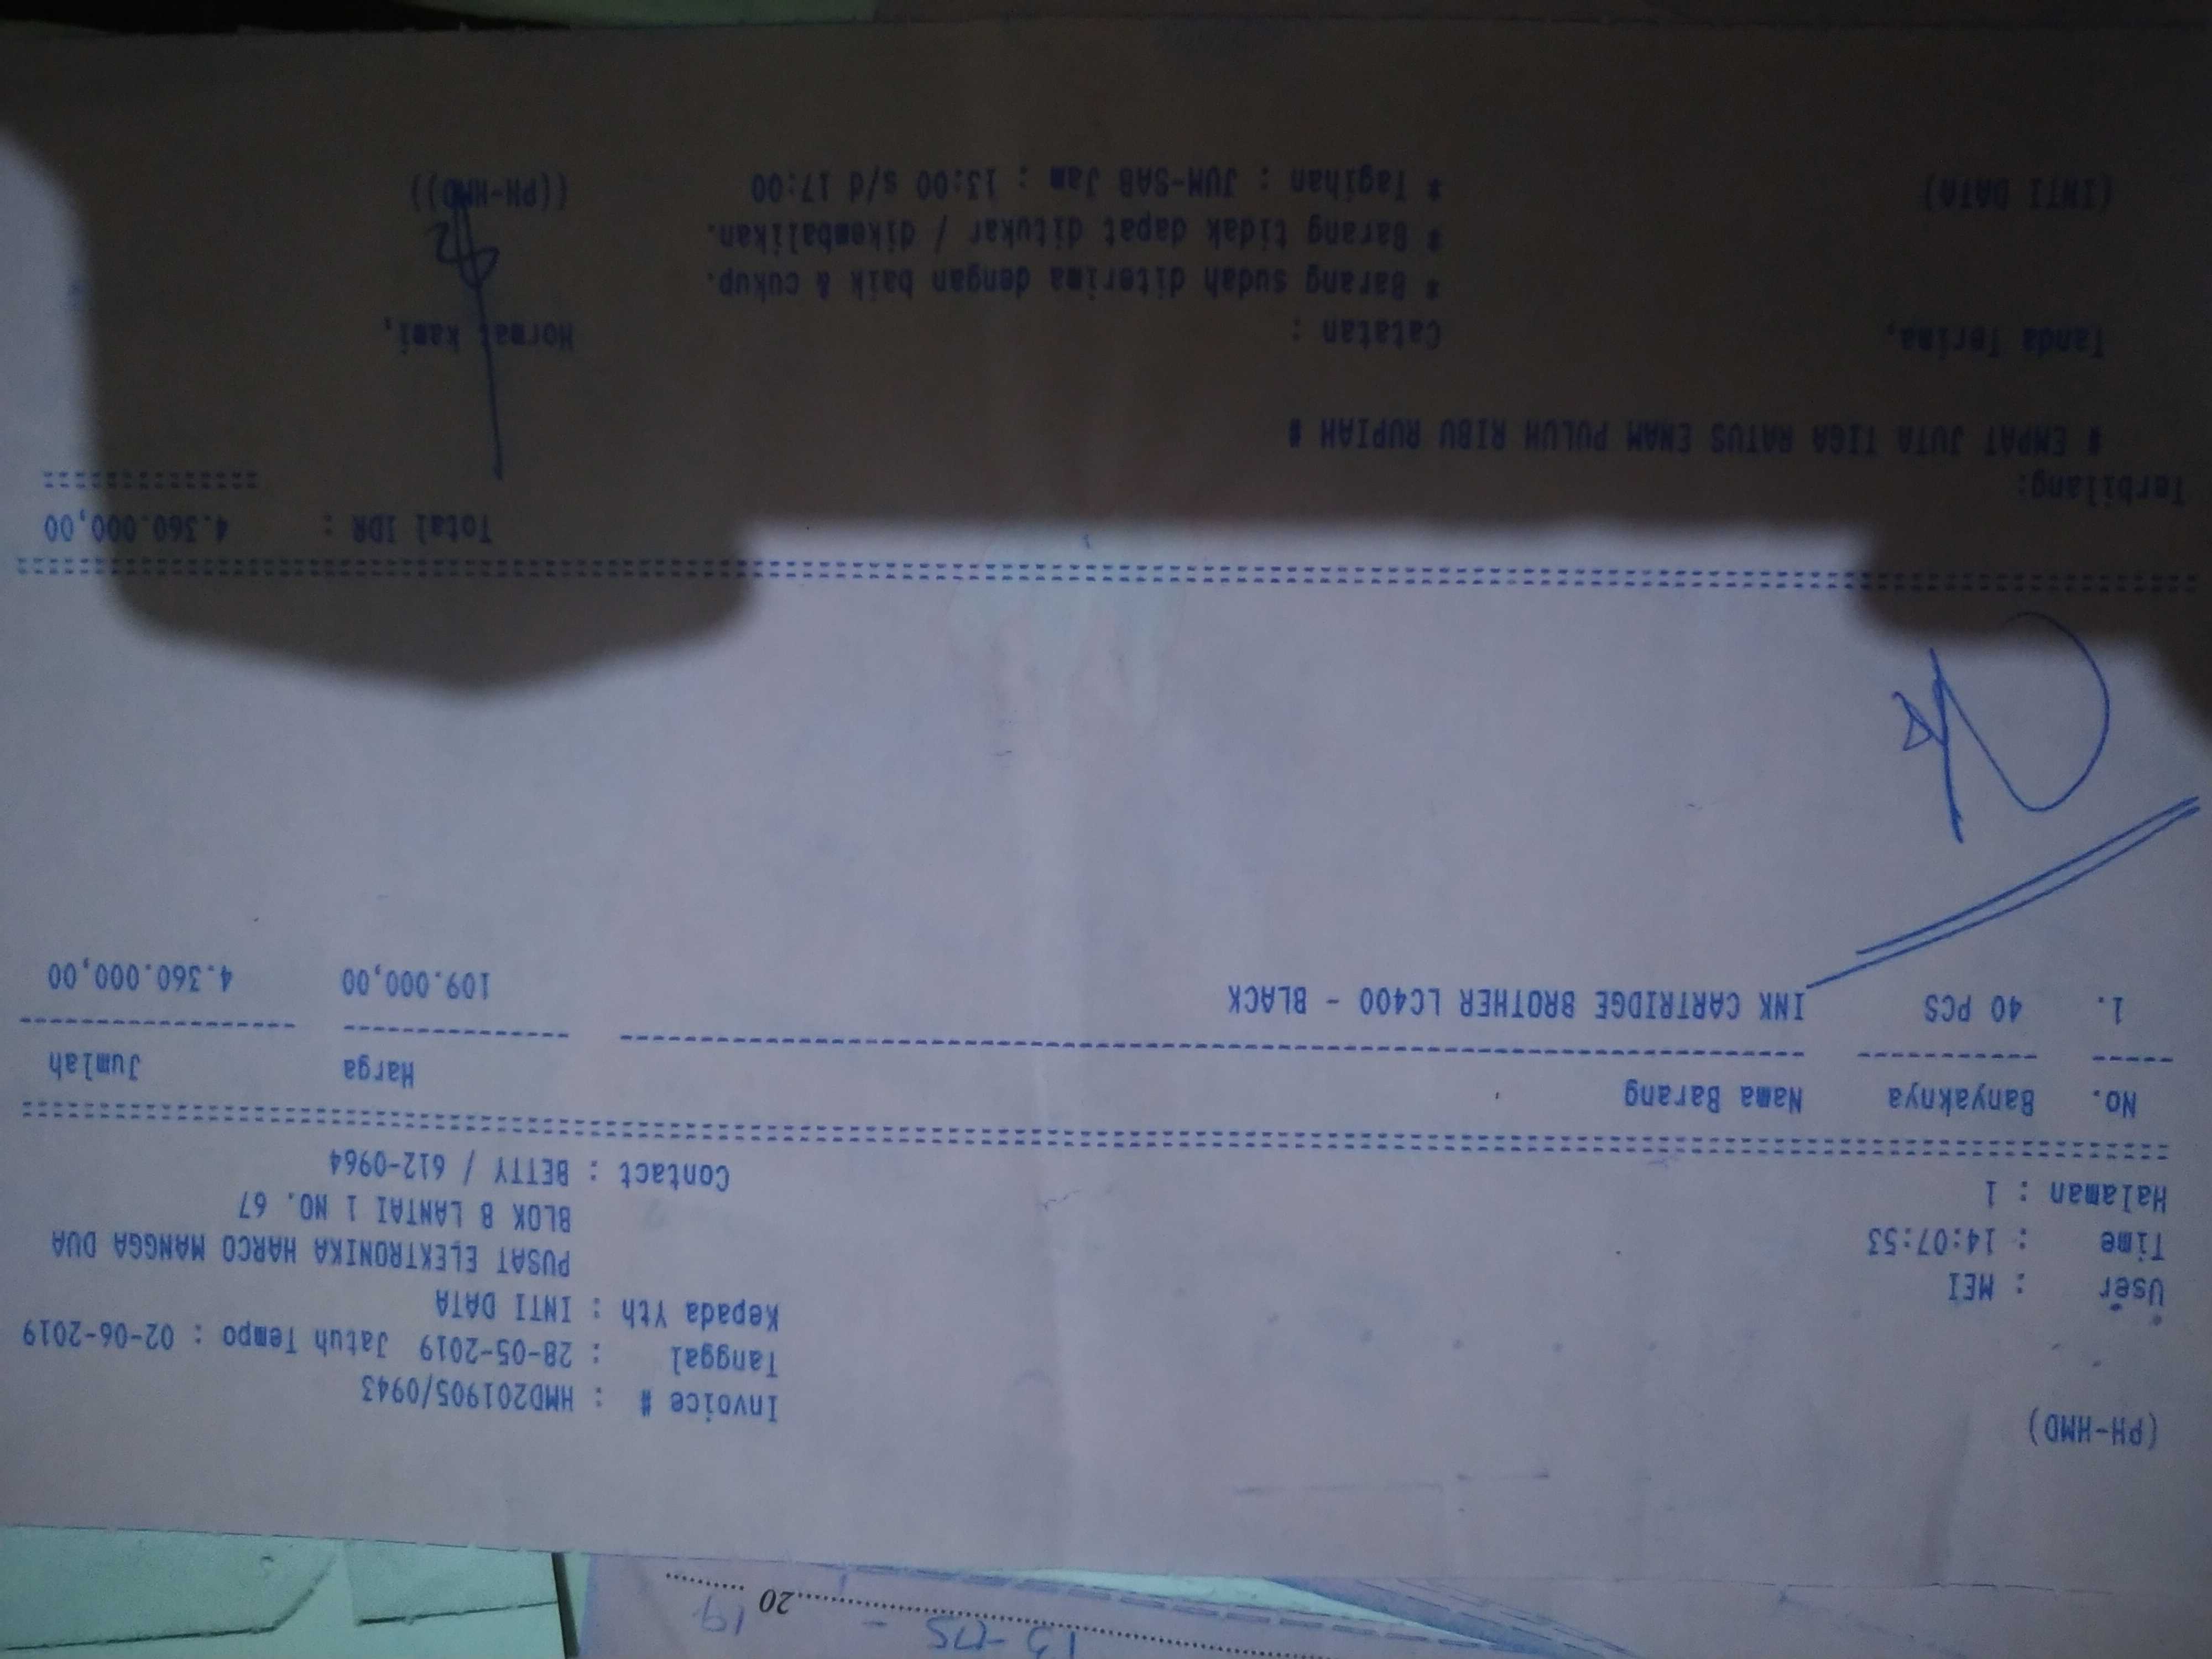 (PH-HMD)
Invoice # : HMD201905/0943
Tanggal : 28-05-2019 Jatuh Tempo : 02-06-2019
User : MEI
Kepada Yth : INTI DATA
Time : 14:07:53
PUSAT ELEKTRONIKA HARCO MANGGA DUA
BLOK B LANTAI 1 NO. 67
Halaman : 1
Contact : BETTY / 612-0964
No. Banyaknya Nama Barang Harga Jumlah
1. 40 PCS INK CARTRIDGE BROTHER LC400 - BLACK 109.000,00 4.360.000,00
Total IDR : 4.360.000,00
Terbilang:
# EMPAT JUTA TIGA RATUS ENAM PULUH RIBU RUPIAH #
Tanda Terima, Catatan : Hormat kami,
* Barang sudah diterima dengan baik & cukup.
* Barang tidak dapat ditukar / dikembalikan.
(INTI DATA) * Tagihan : JUM-SAB Jam : 13:00 s/d 17:00 ((PH-HMD))
20 19